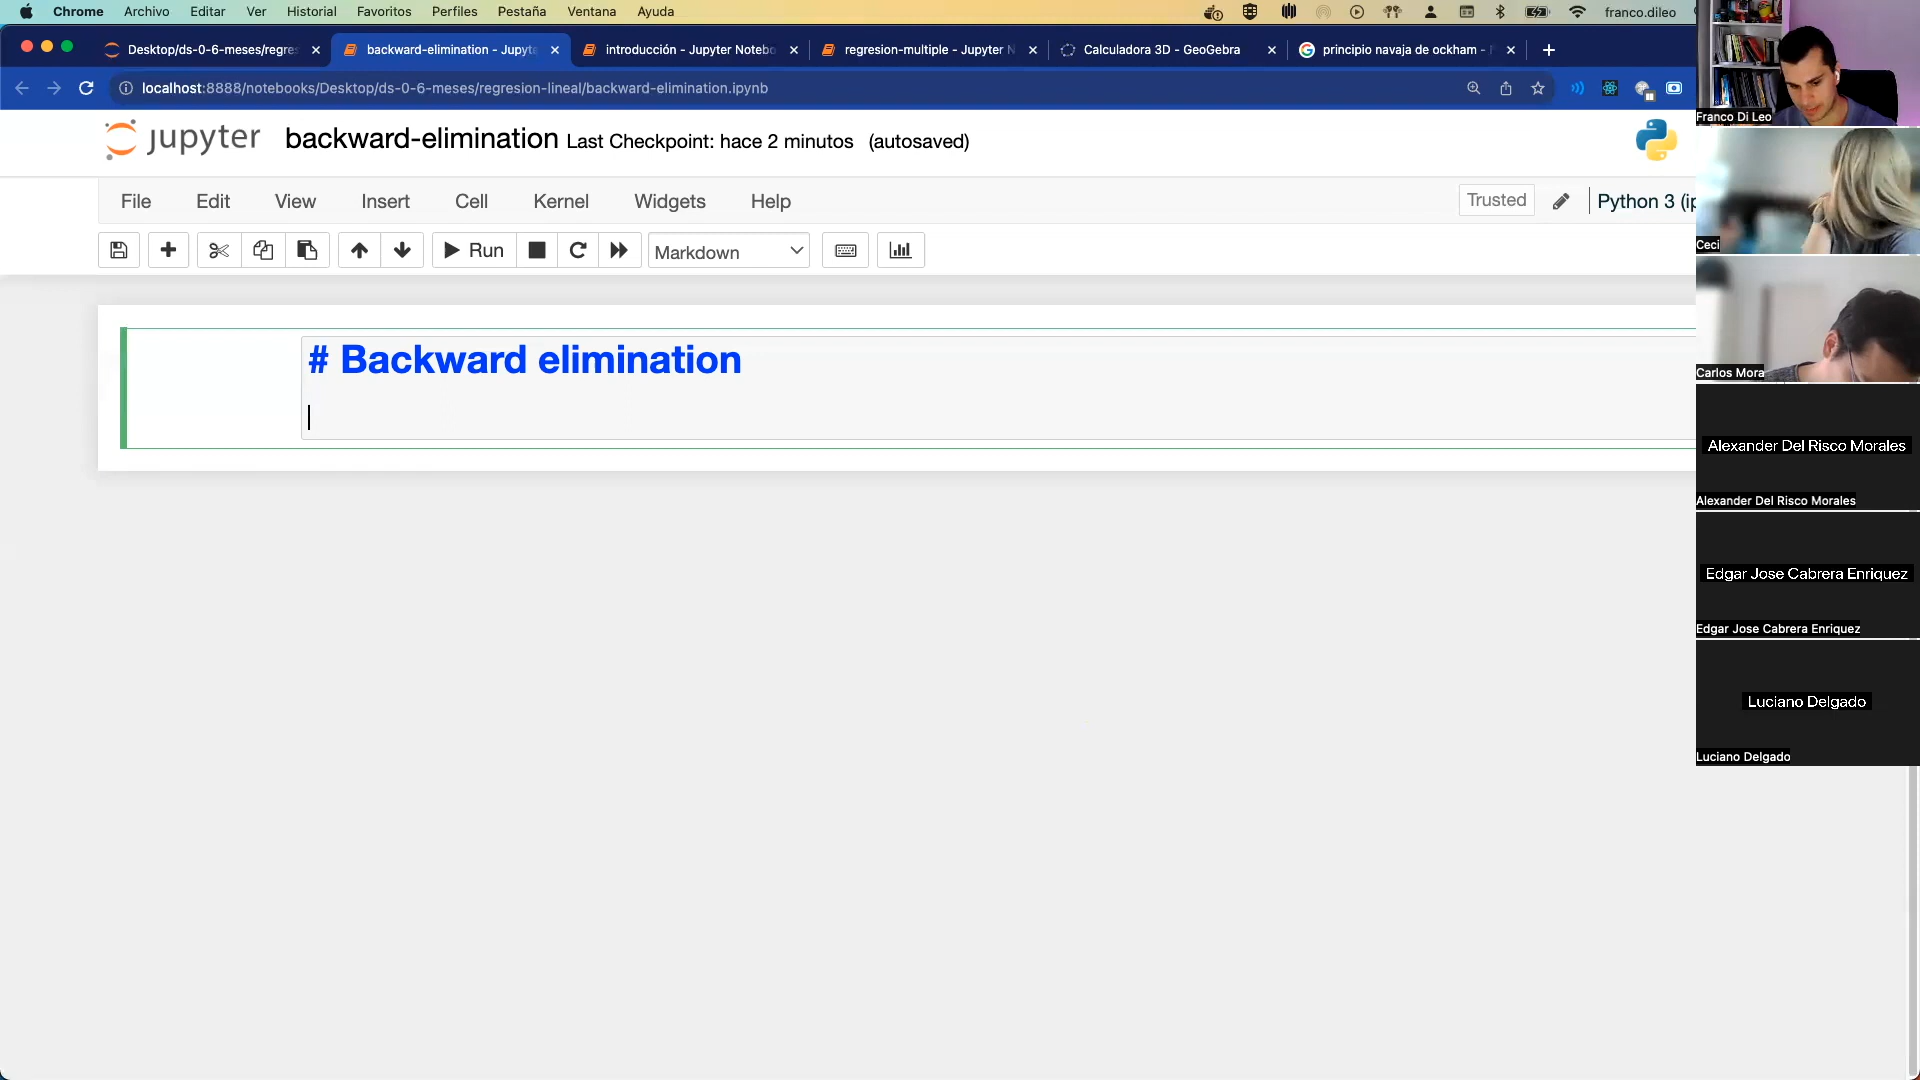 Chrome Archivo Editar Ver Historial Favoritos Perfiles Pestaña Ventana Ayuda franco.dileo
Desktop/ds-0-6-meses/regres
backward-elimination - Jupyte
introducción - Jupyter Notebo
regresion-multiple - Jupyter N
Calculadora 3D - GeoGebra
principio navaja de ockham -
localhost:8888/notebooks/Desktop/ds-0-6-meses/regresion-lineal/backward-elimination.ipynb
jupyter backward-elimination Last Checkpoint: hace 2 minutos (autosaved)
File Edit View Insert Cell Kernel Widgets Help Trusted Python 3 (ip
Run Markdown
# Backward elimination
Franco Di Leo
Ceci
Carlos Mora
Alexander Del Risco Morales
Alexander Del Risco Morales
Edgar Jose Cabrera Enriquez
Edgar Jose Cabrera Enriquez
Luciano Delgado
Luciano Delgado